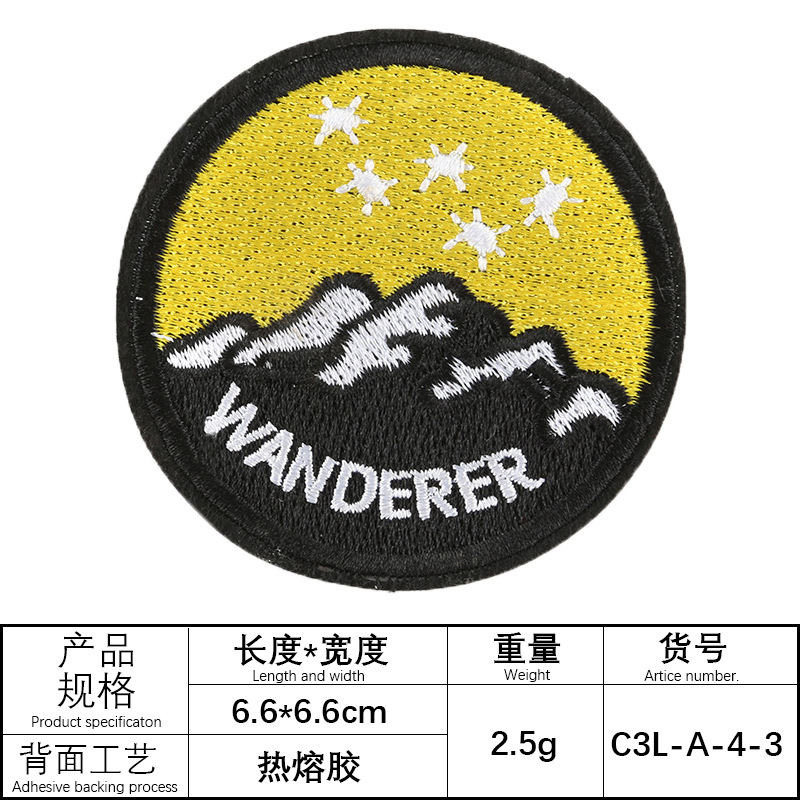 WANDERER
产品
规格
Product specificaton
长度*宽度
Length and width
重量
Weight
货号
Artice number.
6.6*6.6cm
2.5g
C3L-A-4-3
背面工艺
Adhesive backing process
热熔胶